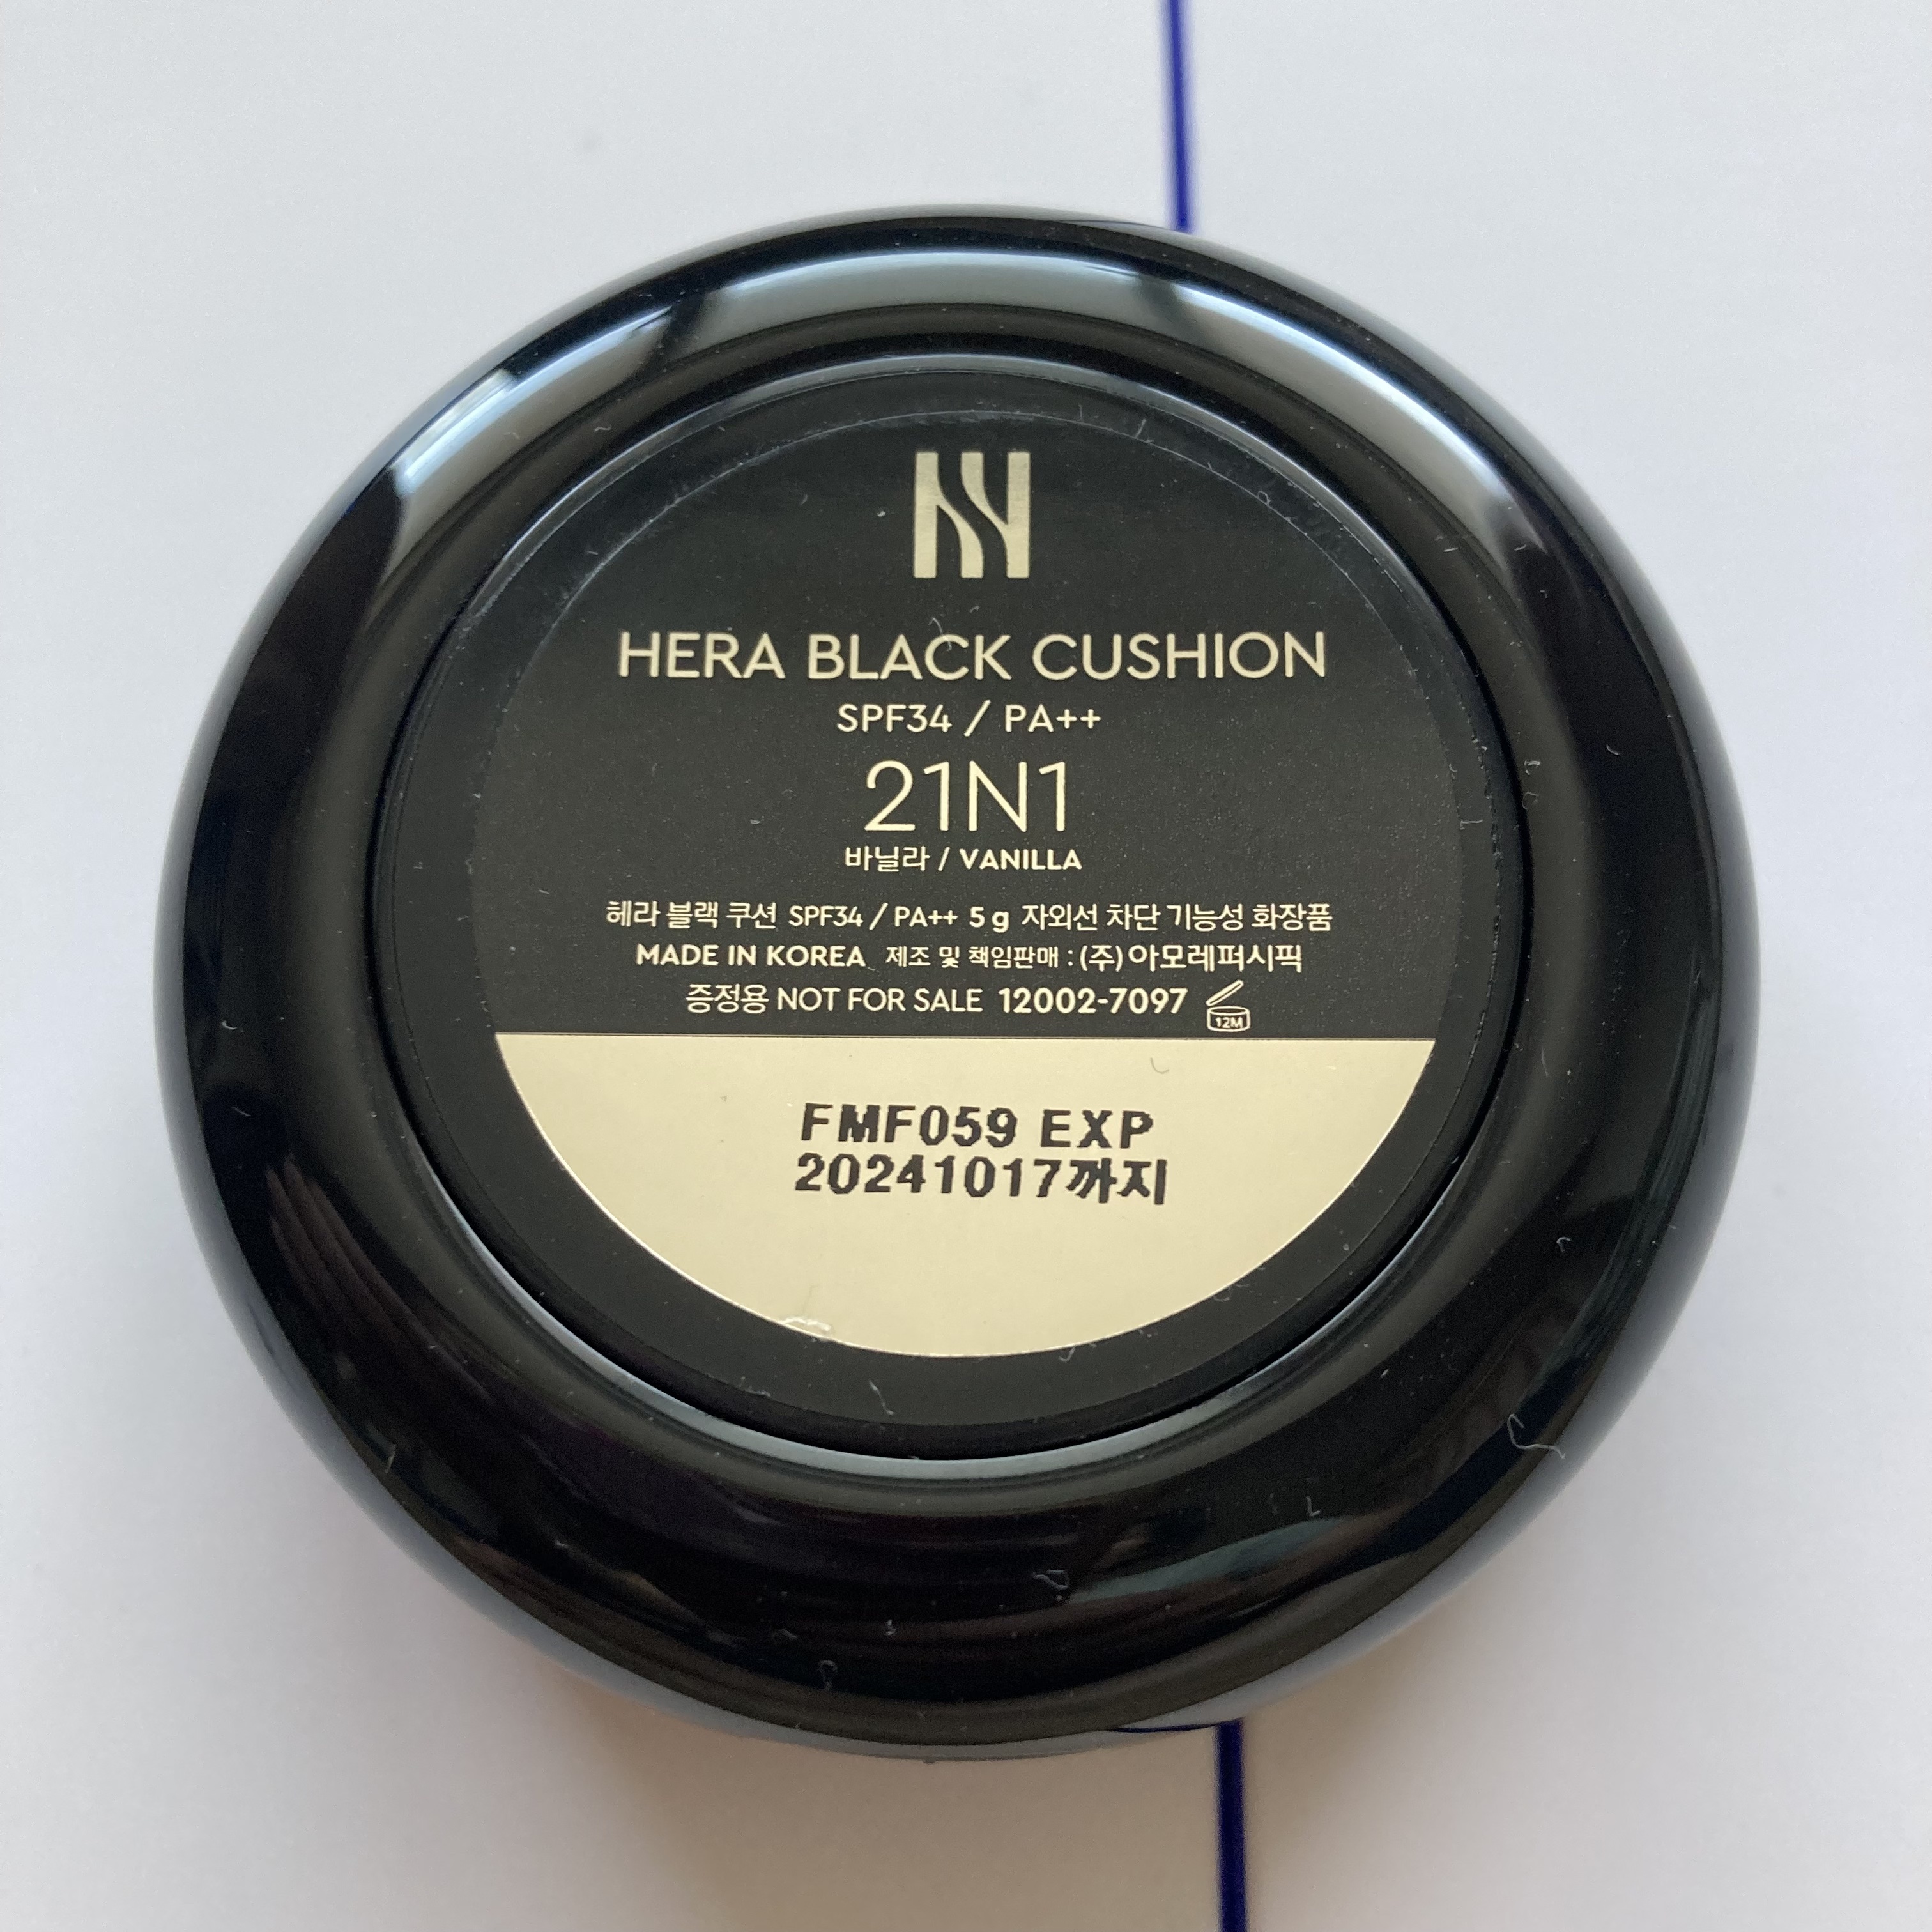 HERA BLACK CUSHION
SPF34 / PA++
21N1
바닐라 / VANILLA
헤라 블랙 쿠션 SPF34 / PA++ 5 g 자외선 차단 기능성 화장품
MADE IN KOREA 제조 및 책임판매 : (주)아모레퍼시픽
증정용 NOT FOR SALE 12002-7097 12M
FMF059 EXP
20241017까지